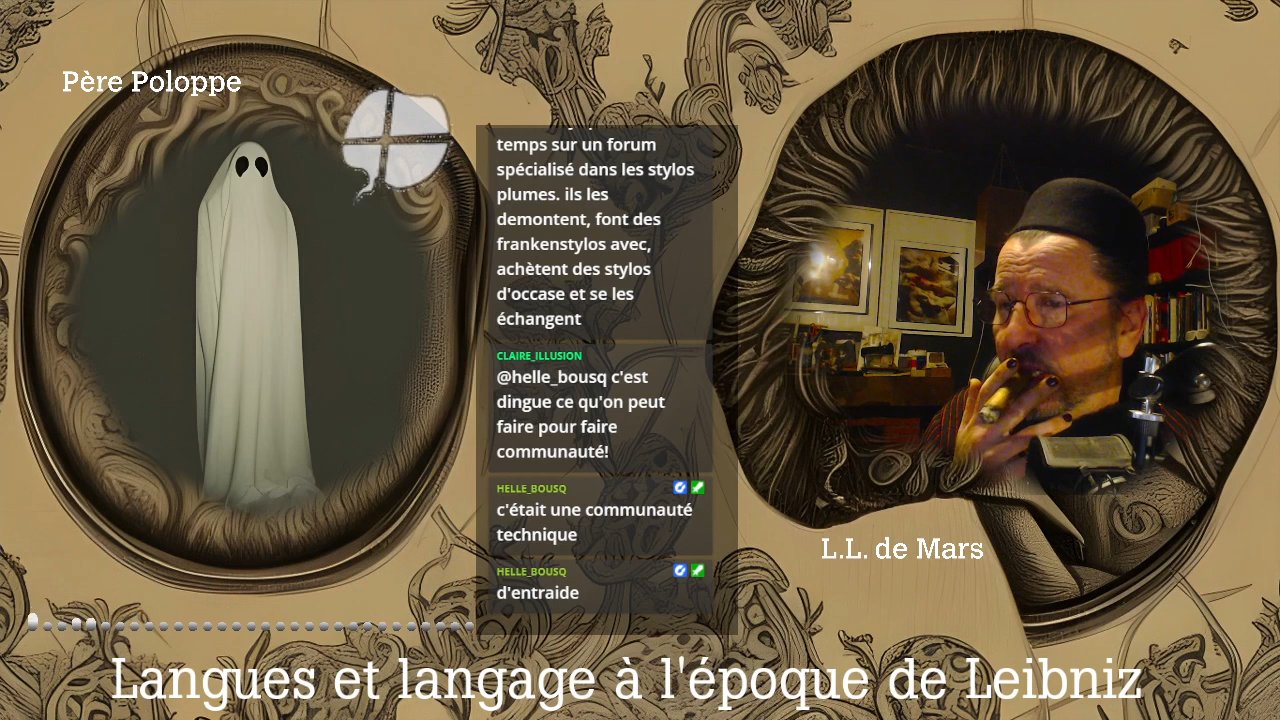 Père Poloppe
temps sur un forum
spécialisé dans les stylos
plumes. ils les
demontent, font des
frankenstylos avec,
achètent des stylos
d'occase et se les
échangent
CLAIRE_ILLUSION
@helle_bousq c'est
dingue ce qu'on peut
faire pour faire
communauté!
HELLE_BOUSQ
c'était une communauté
technique
HELLE_BOUSQ
d'entraide
L.L. de Mars
Langues et langage à l'époque de Leibniz